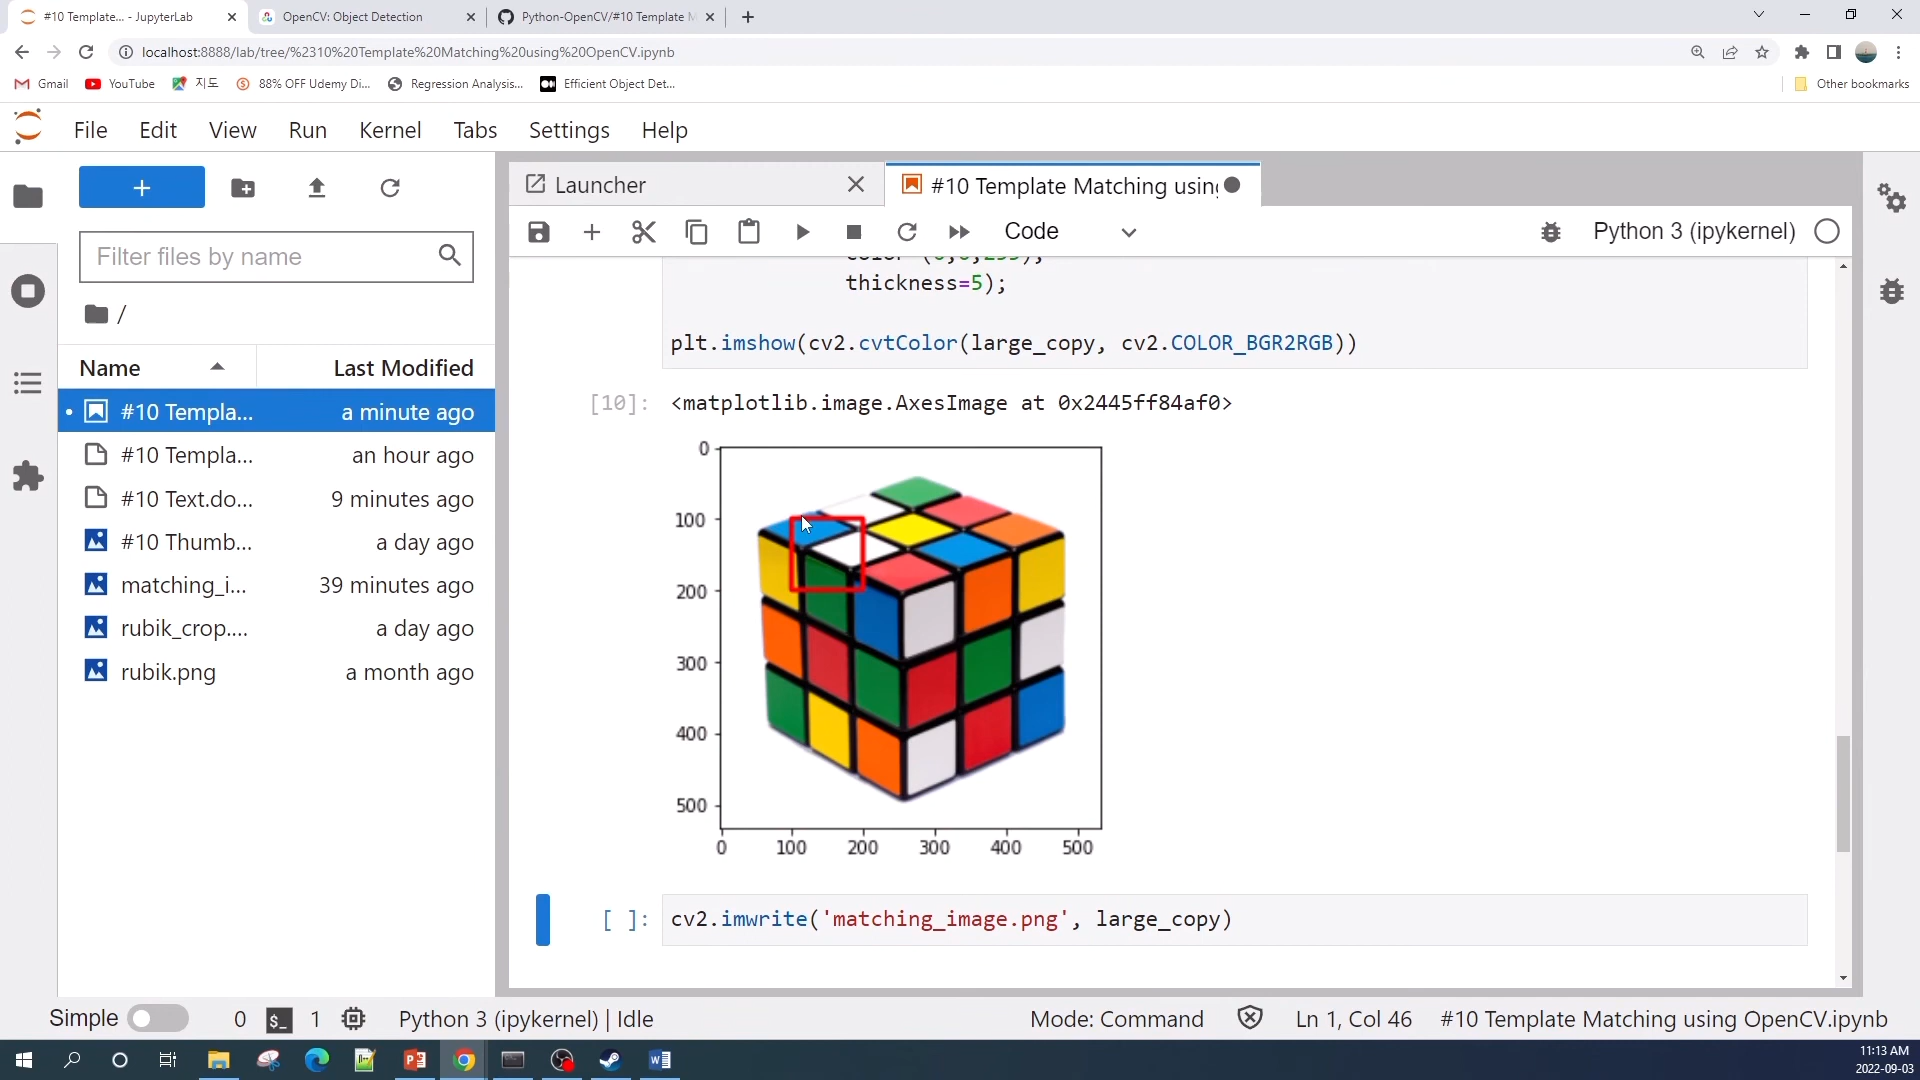 #10 Template... - JupyterLab
OpenCV: Object Detection
Python-OpenCV/#10 Template M
localhost:8888/lab/tree/%2310%20Template%20Matching%20using%20OpenCV.ipynb
Gmail
YouTube
지도
88% OFF Udemy Di...
Regression Analysis...
Efficient Object Det...
Other bookmarks
File Edit View Run Kernel Tabs Settings Help
Launcher
#10 Template Matching using
Code
Python 3 (ipykernel)
Filter files by name
/
Name
Last Modified
#10 Templa... a minute ago
#10 Templa... an hour ago
#10 Text.do... 9 minutes ago
#10 Thumb... a day ago
matching_i... 39 minutes ago
rubik_crop.... a day ago
rubik.png a month ago
thickness=5);
plt.imshow(cv2.cvtColor(large_copy, cv2.COLOR_BGR2RGB))
[10]: <matplotlib.image.AxesImage at 0x2445ff84af0>
0
100
200
300
400
500
0 100 200 300 400 500
[ ]: cv2.imwrite('matching_image.png', large_copy)
Simple
0
$_
1
Python 3 (ipykernel) | Idle
Mode: Command
Ln 1, Col 46
#10 Template Matching using OpenCV.ipynb
11:13 AM
2022-09-03